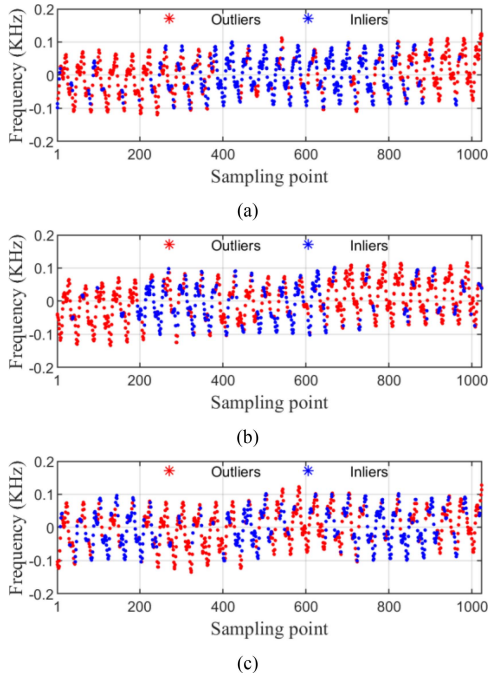 0.2
* Outliers * Inliers
0.1
0
-0.1
-0.2
Frequency (KHz)
1 200 400 600 800 1000
Sampling point
(a)
0.2
* Outliers * Inliers
0.1
0
-0.1
-0.2
Frequency (KHz)
1 200 400 600 800 1000
Sampling point
(b)
0.2
* Outliers * Inliers
0.1
0
-0.1
-0.2
Frequency (KHz)
1 200 400 600 800 1000
Sampling point
(c)